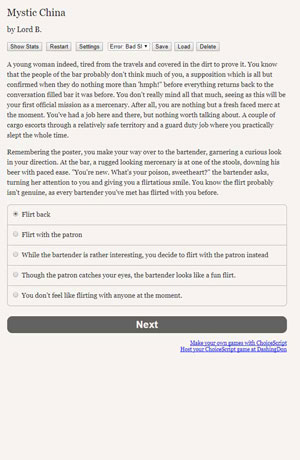 Mystic China
by Lord B.
Show Stats Restart Settings Error: Bad Sl Save Load Delete
A young woman indeed, tired from the travels and covered in the dirt to prove it. You know
that the people of the bar probably don't think much of you, a supposition which is all but
confirmed when they do nothing more than "hmph!" before everything returns back to the
conversation filled bar it was before. You don't really mind all that much, seeing as this will be
your first official mission as a mercenary. After all, you are nothing but a fresh faced merc at
the moment. You've had a job here and there, but nothing worth talking about. A couple of
cargo escorts through a relatively safe territory and a guard duty job where you practically
slept the whole time.
Remembering the poster, you make your way over to the bartender, garnering a curious look
in your direction. At the bar, a rugged looking mercenary is at one of the stools, downing his
beer with paced ease. "You're new. What's your poison, sweetheart?" the bartender asks,
turning her attention to you and giving you a flirtatious smile. You know the flirt probably
isn't genuine, as every bartender you've met has flirted with you before.
Flirt back
Flirt with the patron
While the bartender is rather interesting, you decide to flirt with the patron instead
Though the patron catches your eyes, the bartender looks like a fun flirt.
You don't feel like flirting with anyone at the moment.
Next
Make your own games with ChoiceScript
Host your ChoiceScript game at DashingDon